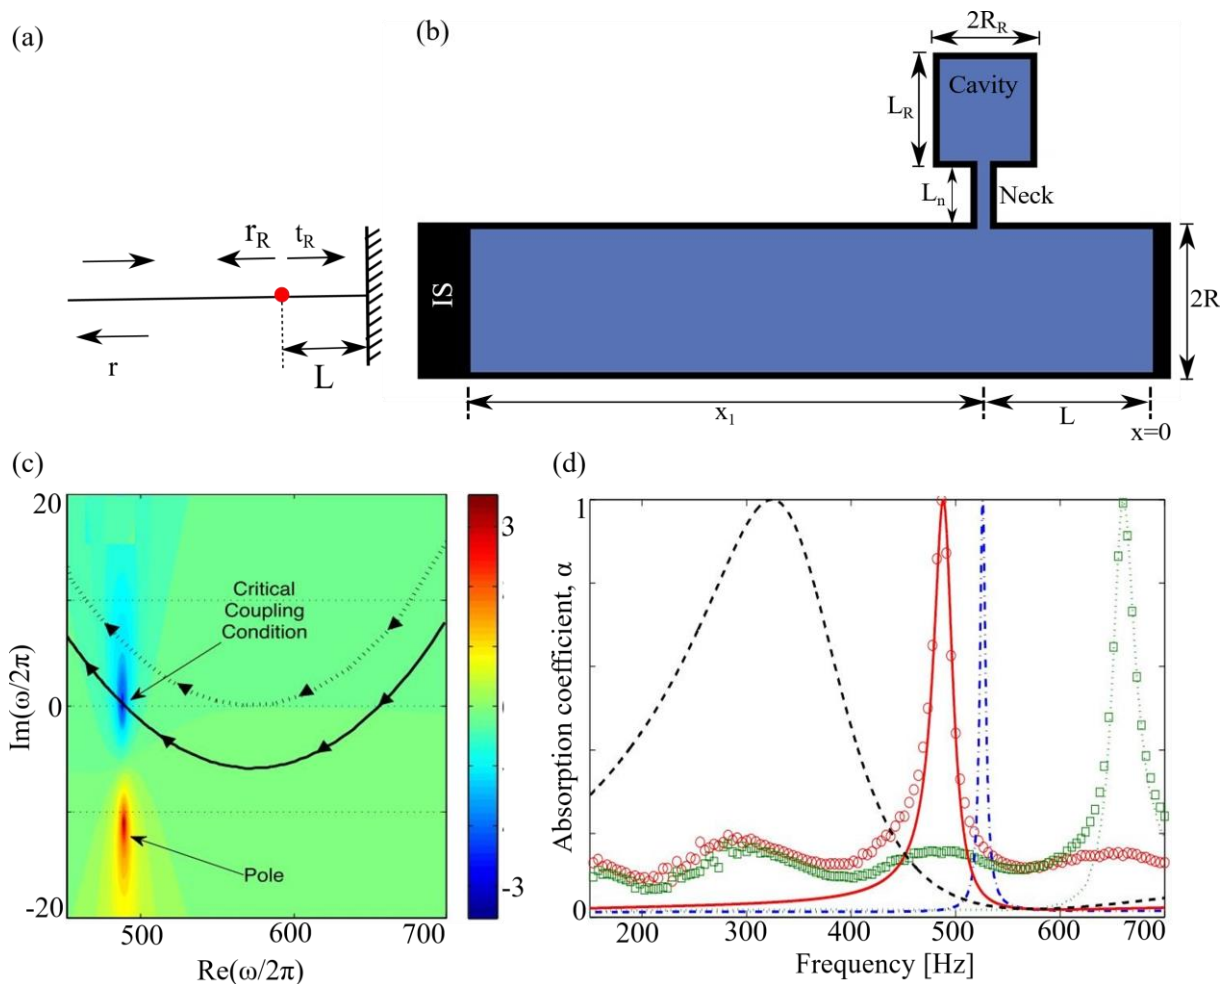 (a)
(b)
2R_R
Cavity
L_R
L_n
Neck
r_R
t_R
r
L
IS
2R
x_1
L
x=0
(c)
(d)
20
0
-20
Critical
Coupling
Condition
Pole
3
0
-3
500
600
700
Im(ω/2π)
Re(ω/2π)
1
0
Absorption coefficient, α
200
300
400
500
600
700
Frequency [Hz]